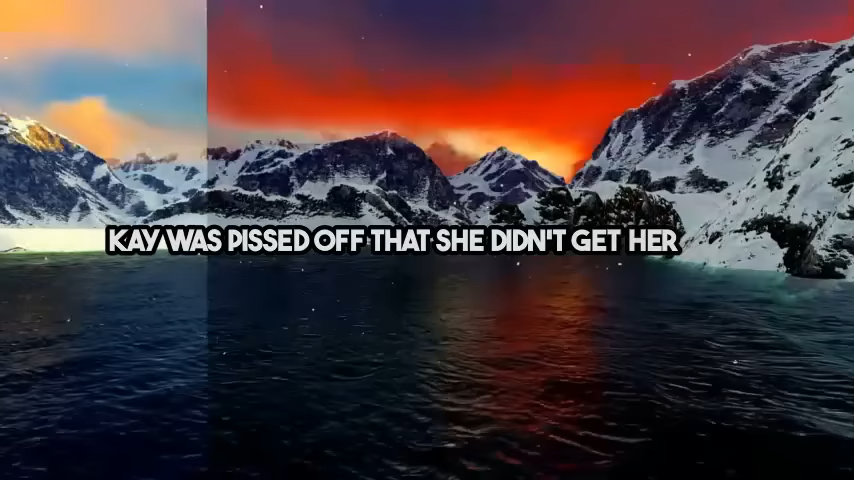 KAY WAS PISSED OFF THAT SHE DIDN'T GET HER